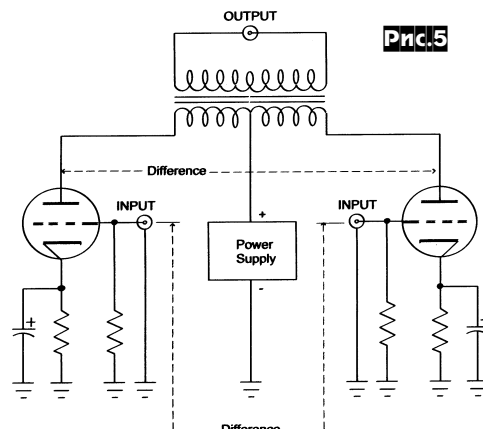 OUTPUT
Рис.5
Difference
INPUT
INPUT
+
Power
Supply
-
+
+
Difference